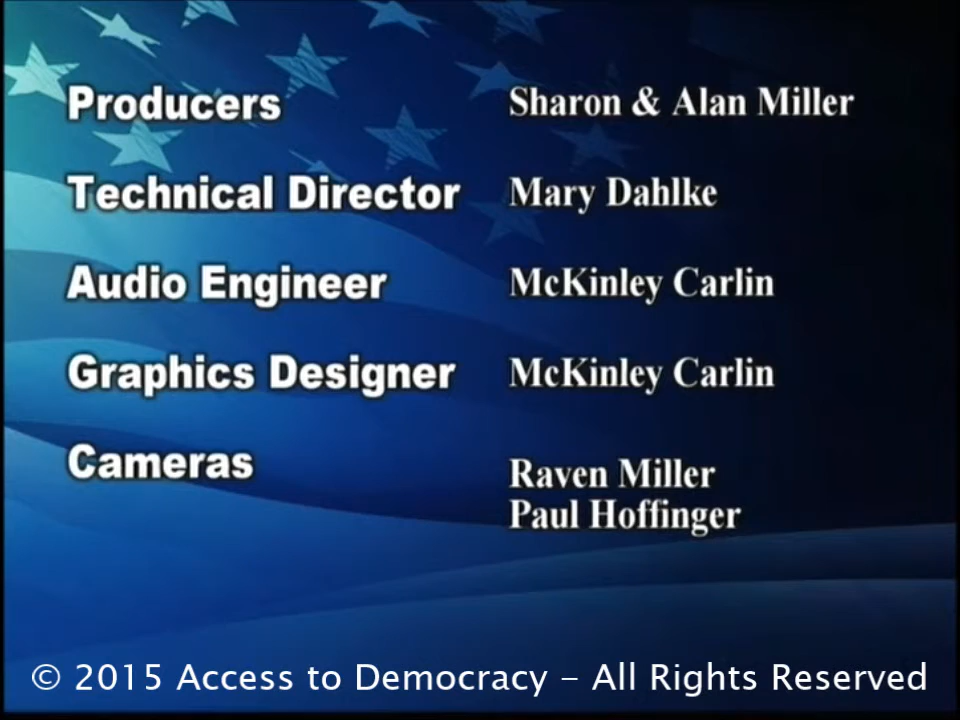 Producers Sharon & Alan Miller
Technical Director Mary Dahlke
Audio Engineer McKinley Carlin
Graphics Designer McKinley Carlin
Cameras Raven Miller
Paul Hoffinger
© 2015 Access to Democracy - All Rights Reserved